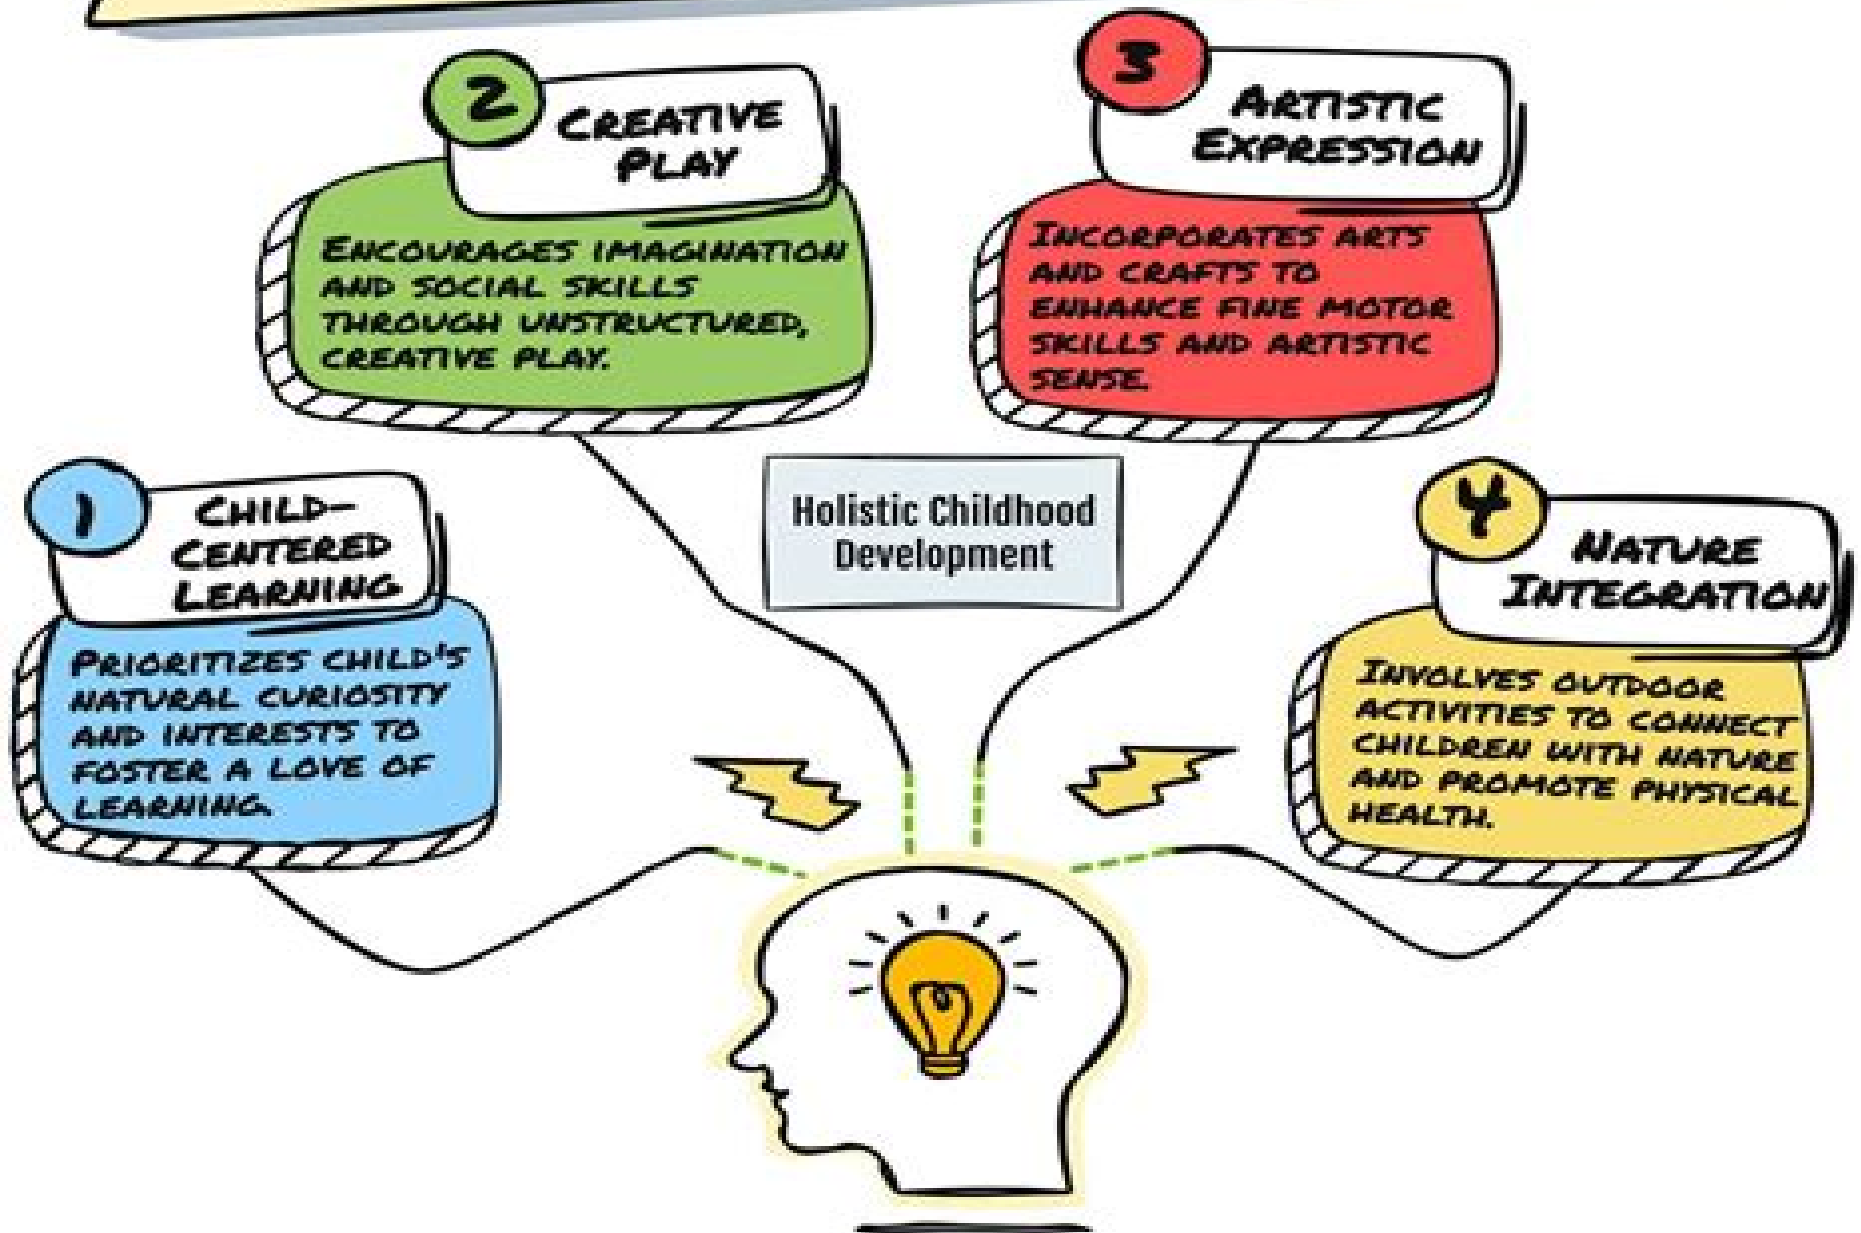 2
CREATIVE
PLAY
ENCOURAGES IMAGINATION
AND SOCIAL SKILLS
THROUGH UNSTRUCTURED,
CREATIVE PLAY.
3
ARTISTIC
EXPRESSION
INCORPORATES ARTS
AND CRAFTS TO
ENHANCE FINE MOTOR
SKILLS AND ARTISTIC
SENSE.
Holistic Childhood
Development
1
CHILD-
CENTERED
LEARNING
PRIORITIZES CHILD'S
NATURAL CURIOSITY
AND INTERESTS TO
FOSTER A LOVE OF
LEARNING.
4
NATURE
INTEGRATION
INVOLVES OUTDOOR
ACTIVITIES TO CONNECT
CHILDREN WITH NATURE
AND PROMOTE PHYSICAL
HEALTH.